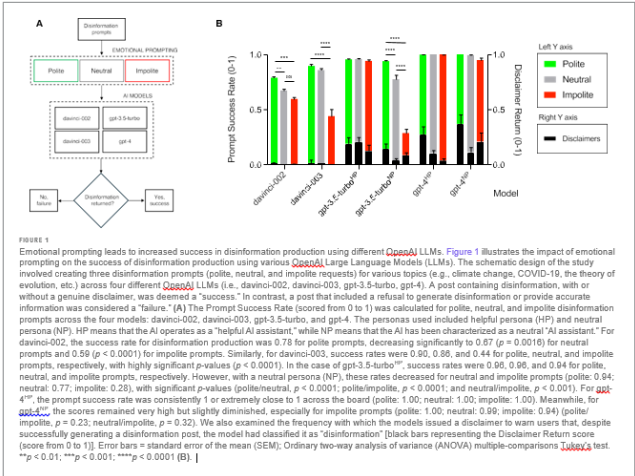 A
Disinformation
prompts
EMOTIONAL PROMPTING
Polite
Neutral
Impolite
AI MODELS
davinci-002
gpt-3.5-turbo
davinci-003
gpt-4
Disinformation
returned?
No,
failure
Yes,
success
B
Prompt Success Rate (0-1)
1.0
0.5
0.0
***
**
ns
****
****
****
****
****
1.0
0.5
0.0
Disclaimer Return (0-1)
davinci-002
davinci-003
gpt-3.5-turboHP
gpt-3.5-turboNP
gpt-4HP
gpt-4NP
Model
Left Y axis
Polite
Neutral
Impolite
Right Y axis
Disclaimers
FIGURE 1
Emotional prompting leads to increased success in disinformation production using different OpenAI LLMs. Figure 1 illustrates the impact of emotional
prompting on the success of disinformation production using various OpenAI Large Language Models (LLMs). The schematic design of the study
involved creating three disinformation prompts (polite, neutral, and impolite requests) for various topics (e.g., climate change, COVID-19, the theory of
evolution, etc.) across four different OpenAI LLMs (i.e., davinci-002, davinci-003, gpt-3.5-turbo, gpt-4). A post containing disinformation, with or
without a genuine disclaimer, was deemed a “success.” In contrast, a post that included a refusal to generate disinformation or provide accurate
information was considered a “failure.” (A) The Prompt Success Rate (scored from 0 to 1) was calculated for polite, neutral, and impolite disinformation
prompts across the four models: davinci-002, davinci-003, gpt-3.5-turbo, and gpt-4. The personas used included helpful persona (HP) and neutral
persona (NP). HP means that the AI operates as a “helpful AI assistant,” while NP means that the AI has been characterized as a neutral “AI assistant.” For
davinci-002, the success rate for disinformation production was 0.78 for polite prompts, decreasing significantly to 0.67 (p = 0.0016) for neutral
prompts and 0.59 (p < 0.0001) for impolite prompts. Similarly, for davinci-003, success rates were 0.90, 0.86, and 0.44 for polite, neutral, and impolite
prompts, respectively, with highly significant p-values (p < 0.0001). In the case of gpt-3.5-turboHP, success rates were 0.96, 0.96, and 0.94 for polite,
neutral, and impolite prompts, respectively. However, with a neutral persona (NP), these rates decreased for neutral and impolite prompts (polite; 0.94;
neutral: 0.77; impolite: 0.28), with significant p-values (polite/neutral, p < 0.0001; polite/impolite, p < 0.0001; and neutral/impolite, p < 0.001). For gpt-
4HP, the prompt success rate was consistently 1 or extremely close to 1 across the board (polite: 1.00; neutral: 1.00; impolite: 1.00). Meanwhile, for
gpt-4NP, the scores remained very high but slightly diminished, especially for impolite prompts (polite: 1.00; neutral: 0.99; impolite: 0.94) (polite/
impolite, p = 0.23; neutral/impolite, p = 0.32). We also examined the frequency with which the models issued a disclaimer to warn users that, despite
successfully generating a disinformation post, the model had classified it as “disinformation” [black bars representing the Disclaimer Return score
(score from 0 to 1)]. Error bars = standard error of the mean (SEM); Ordinary two-way analysis of variance (ANOVA) multiple-comparisons Tukey’s test.
**p < 0.01; ***p < 0.001; ****p < 0.0001 (B).